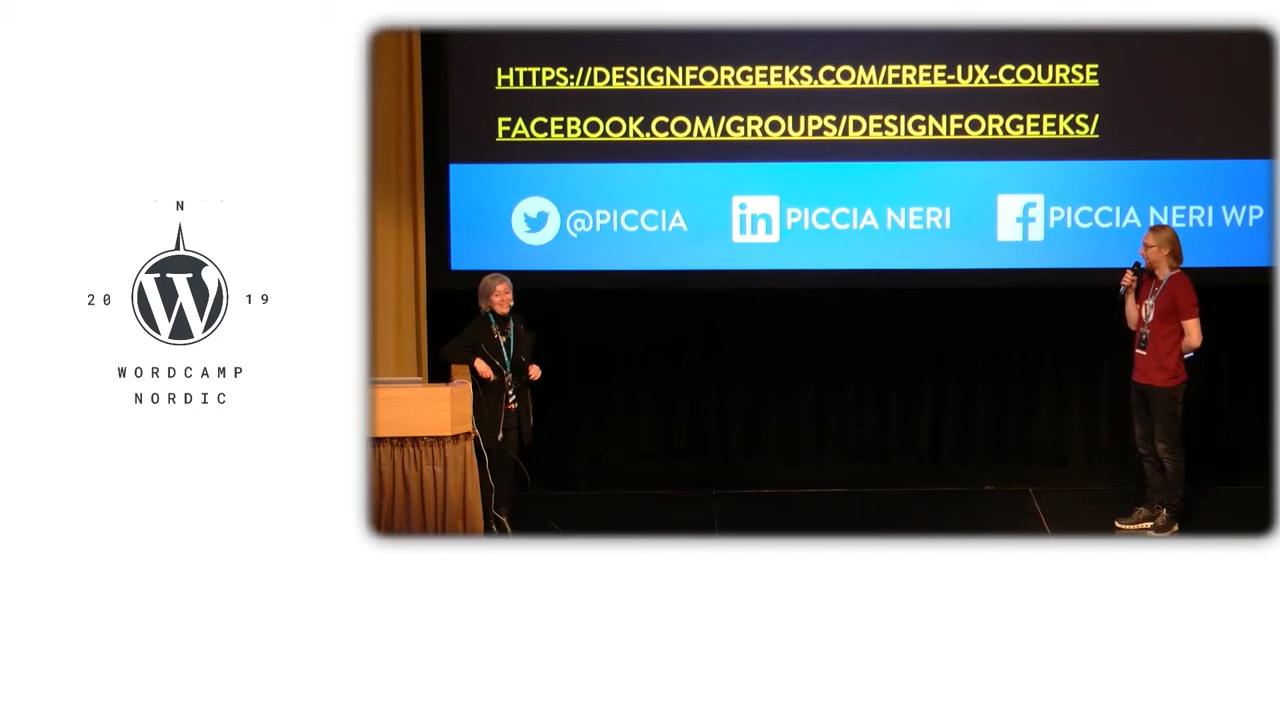 N
20 19
WORDCAMP
NORDIC
HTTPS://DESIGNFORGEEKS.COM/FREE-UX-COURSE
FACEBOOK.COM/GROUPS/DESIGNFORGEEKS/
@PICCIA in PICCIA NERI f PICCIA NERI WP